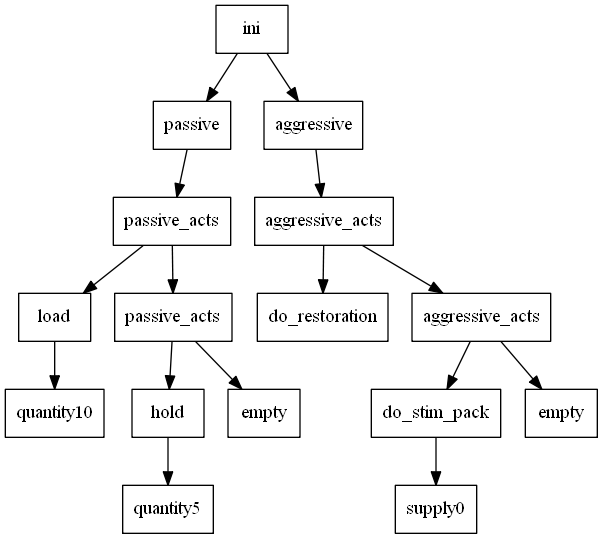 ini
passive
aggressive
passive_acts
aggressive_acts
load
passive_acts
do_restoration
aggressive_acts
quantity10
hold
empty
do_stim_pack
empty
quantity5
supply0